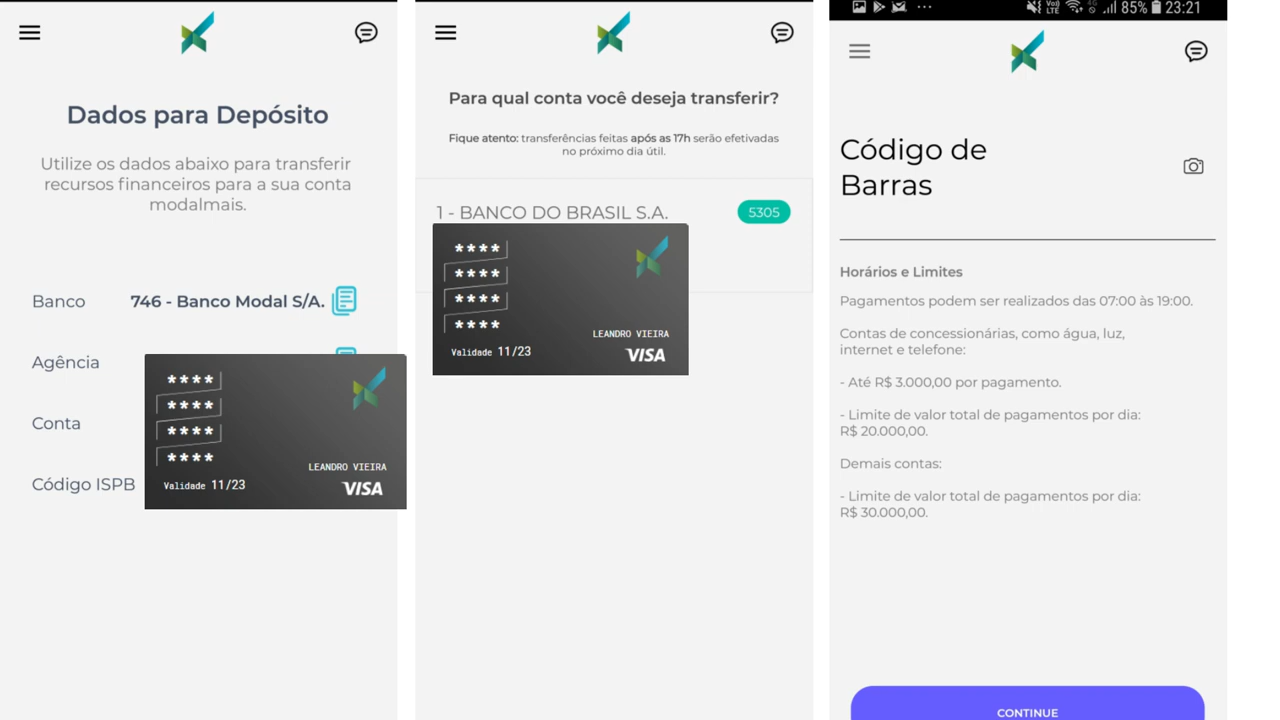 Dados para Depósito
Utilize os dados abaixo para transferir
recursos financeiros para a sua conta
modalmais.
Banco 746 - Banco Modal S/A.
Agência
Conta
Código ISPB
****
****
****
****
LEANDRO VIEIRA
Validade 11/23
VISA
Para qual conta você deseja transferir?
Fique atento: transferências feitas após as 17h serão efetivadas
no próximo dia útil.
1 - BANCO DO BRASIL S.A. 5305
****
****
****
****
LEANDRO VIEIRA
Validade 11/23
VISA
Vo)) LTE 4G 85% 23:21
Código de
Barras
Horários e Limites
Pagamentos podem ser realizados das 07:00 às 19:00.
Contas de concessionárias, como água, luz,
internet e telefone:
- Até R$ 3.000,00 por pagamento.
- Limite de valor total de pagamentos por dia:
R$ 20.000,00.
Demais contas:
- Limite de valor total de pagamentos por dia:
R$ 30.000,00.
CONTINUE